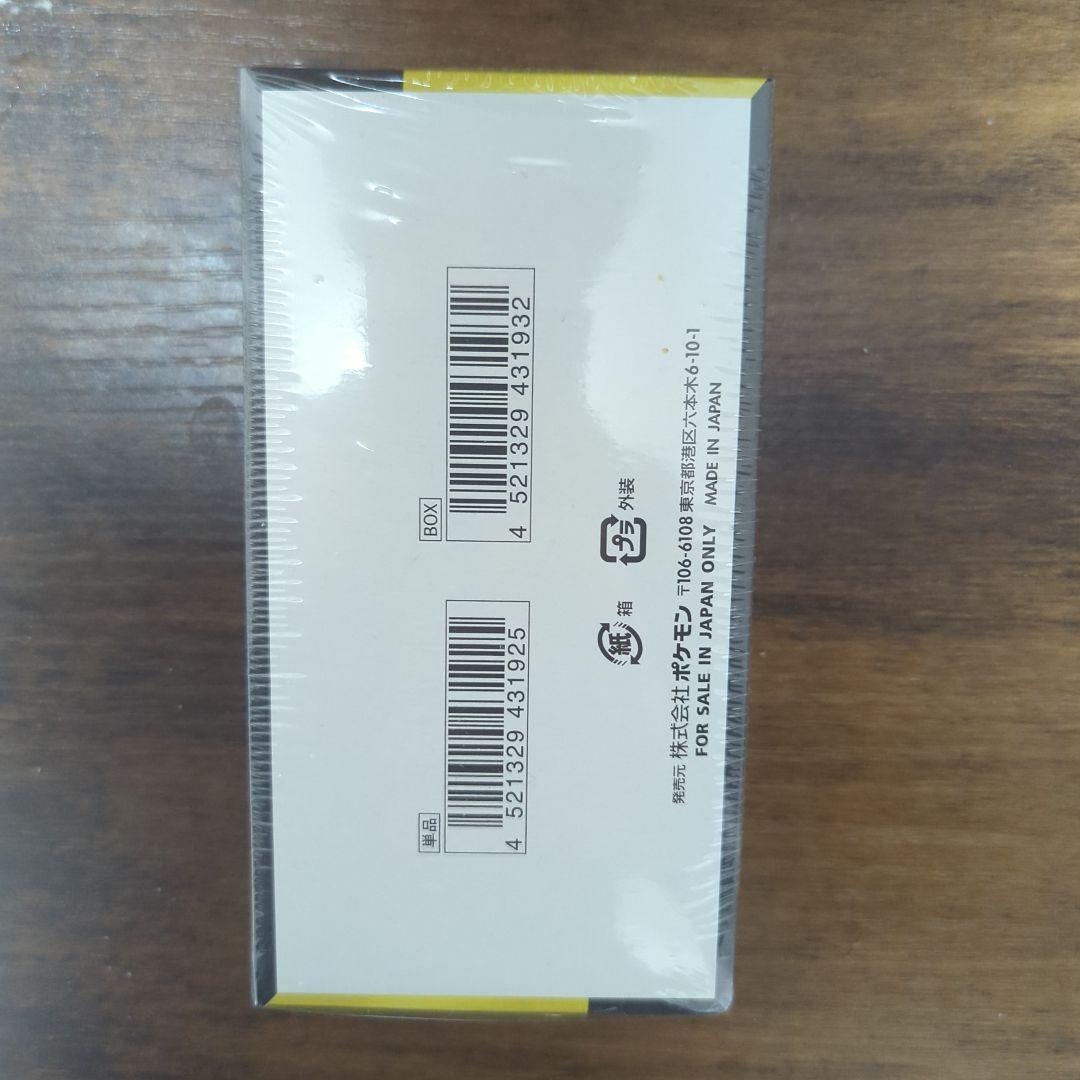 単品
4 521329 431925
BOX
4 521329 431932
紙 箱
プラ 外装
発売元 株式会社ポケモン 〒106-6108 東京都港区六本木6-10-1
FOR SALE IN JAPAN ONLY MADE IN JAPAN